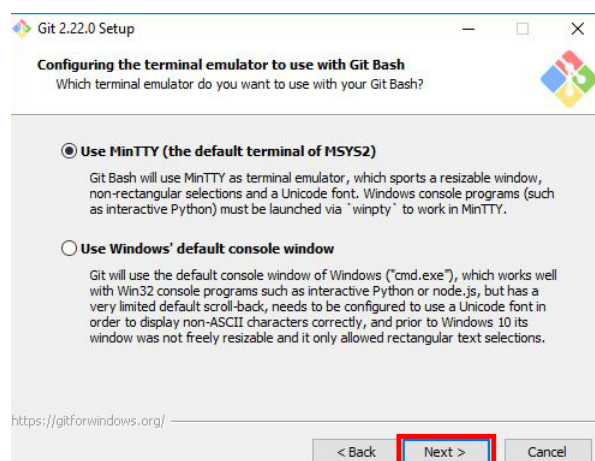 Git 2.22.0 Setup
Configuring the terminal emulator to use with Git Bash
Which terminal emulator do you want to use with your Git Bash?
Use MinTTY (the default terminal of MSYS2)
Git Bash will use MinTTY as terminal emulator, which sports a resizable window,
non-rectangular selections and a Unicode font. Windows console programs (such
as interactive Python) must be launched via `winpty` to work in MinTTY.
Use Windows' default console window
Git will use the default console window of Windows ("cmd.exe"), which works well
with Win32 console programs such as interactive Python or node.js, but has a
very limited default scroll-back, needs to be configured to use a Unicode font in
order to display non-ASCII characters correctly, and prior to Windows 10 its
window was not freely resizable and it only allowed rectangular text selections.
https://gitforwindows.org/
< Back Next > Cancel